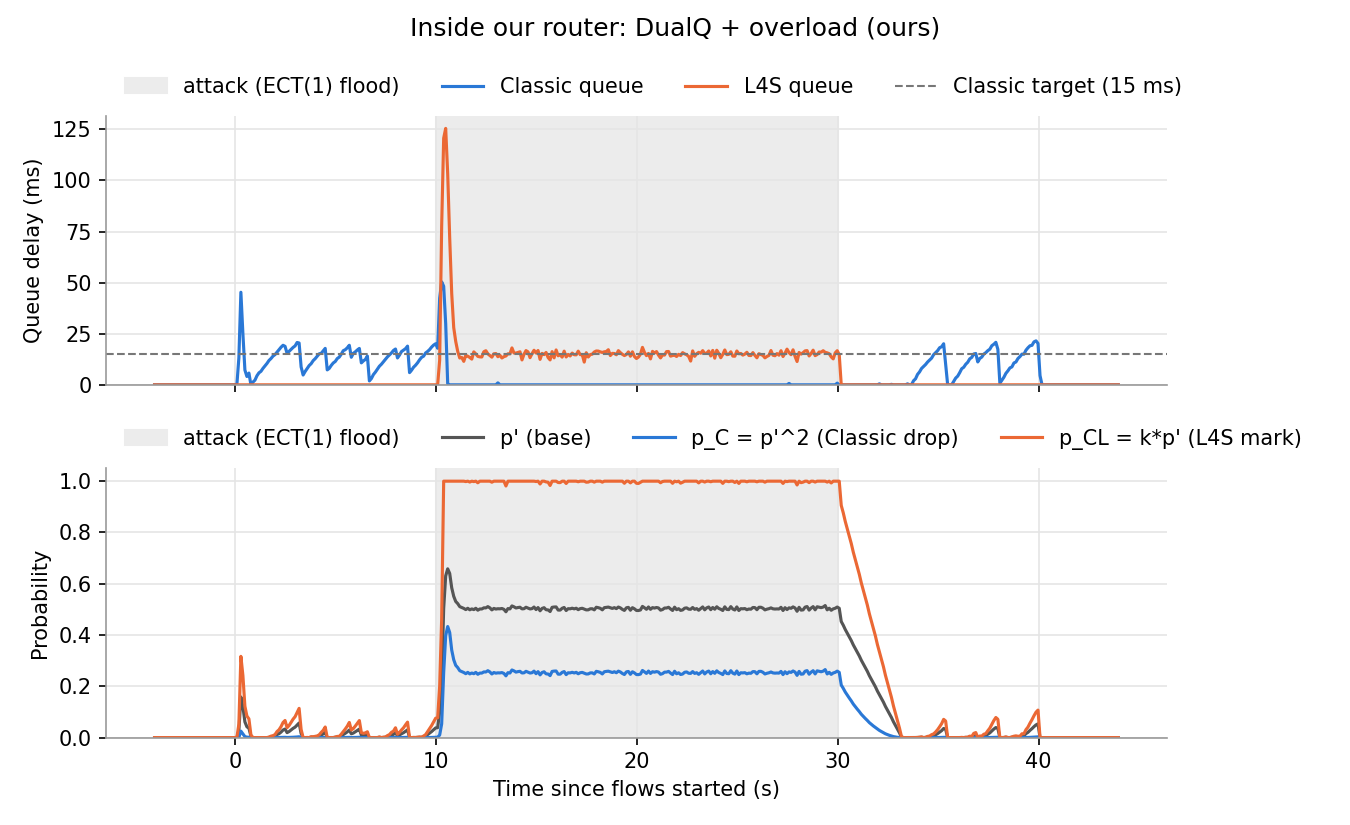 Inside our router: DualQ + overload (ours)
attack (ECT(1) flood) Classic queue L4S queue Classic target (15 ms)
Queue delay (ms)
125
100
75
50
25
0
attack (ECT(1) flood) p' (base) p_C = p'^2 (Classic drop) p_CL = k*p' (L4S mark)
Probability
1.0
0.8
0.6
0.4
0.2
0.0
0 10 20 30 40
Time since flows started (s)